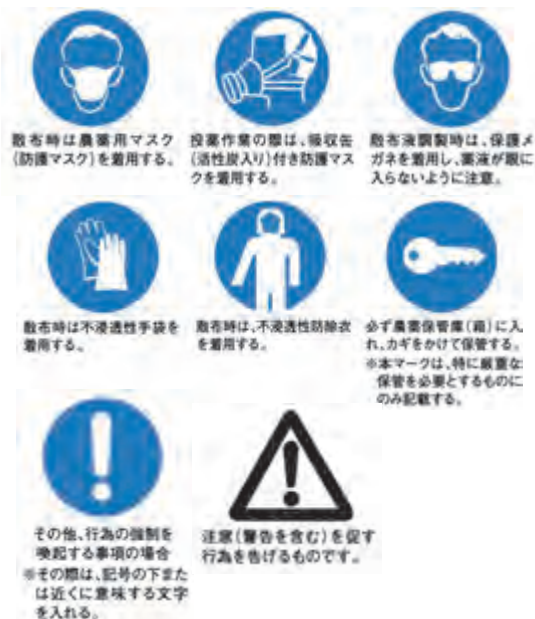 散布時は農薬用マスク
(防護マスク)を着用する。
投薬作業の際は、吸収缶
(活性炭入り)付き防護マス
クを着用する。
散布液調製時は、保護メ
ガネを着用し、薬液が眼に
入らないように注意。
散布時は不浸透性手袋を
着用する。
散布時は、不浸透性防除衣
を着用する。
必ず農薬保管庫(箱)に入
れ、カギをかけて保管する。
※本マークは、特に厳重な
保管を必要とするものに
のみ記載する。
その他、行為の強制を
喚起する事項の場合
※その際は、記号の下また
は近くに意味する文字
を入れる。
注意(警告を含む)を促す
行為を告げるものです。